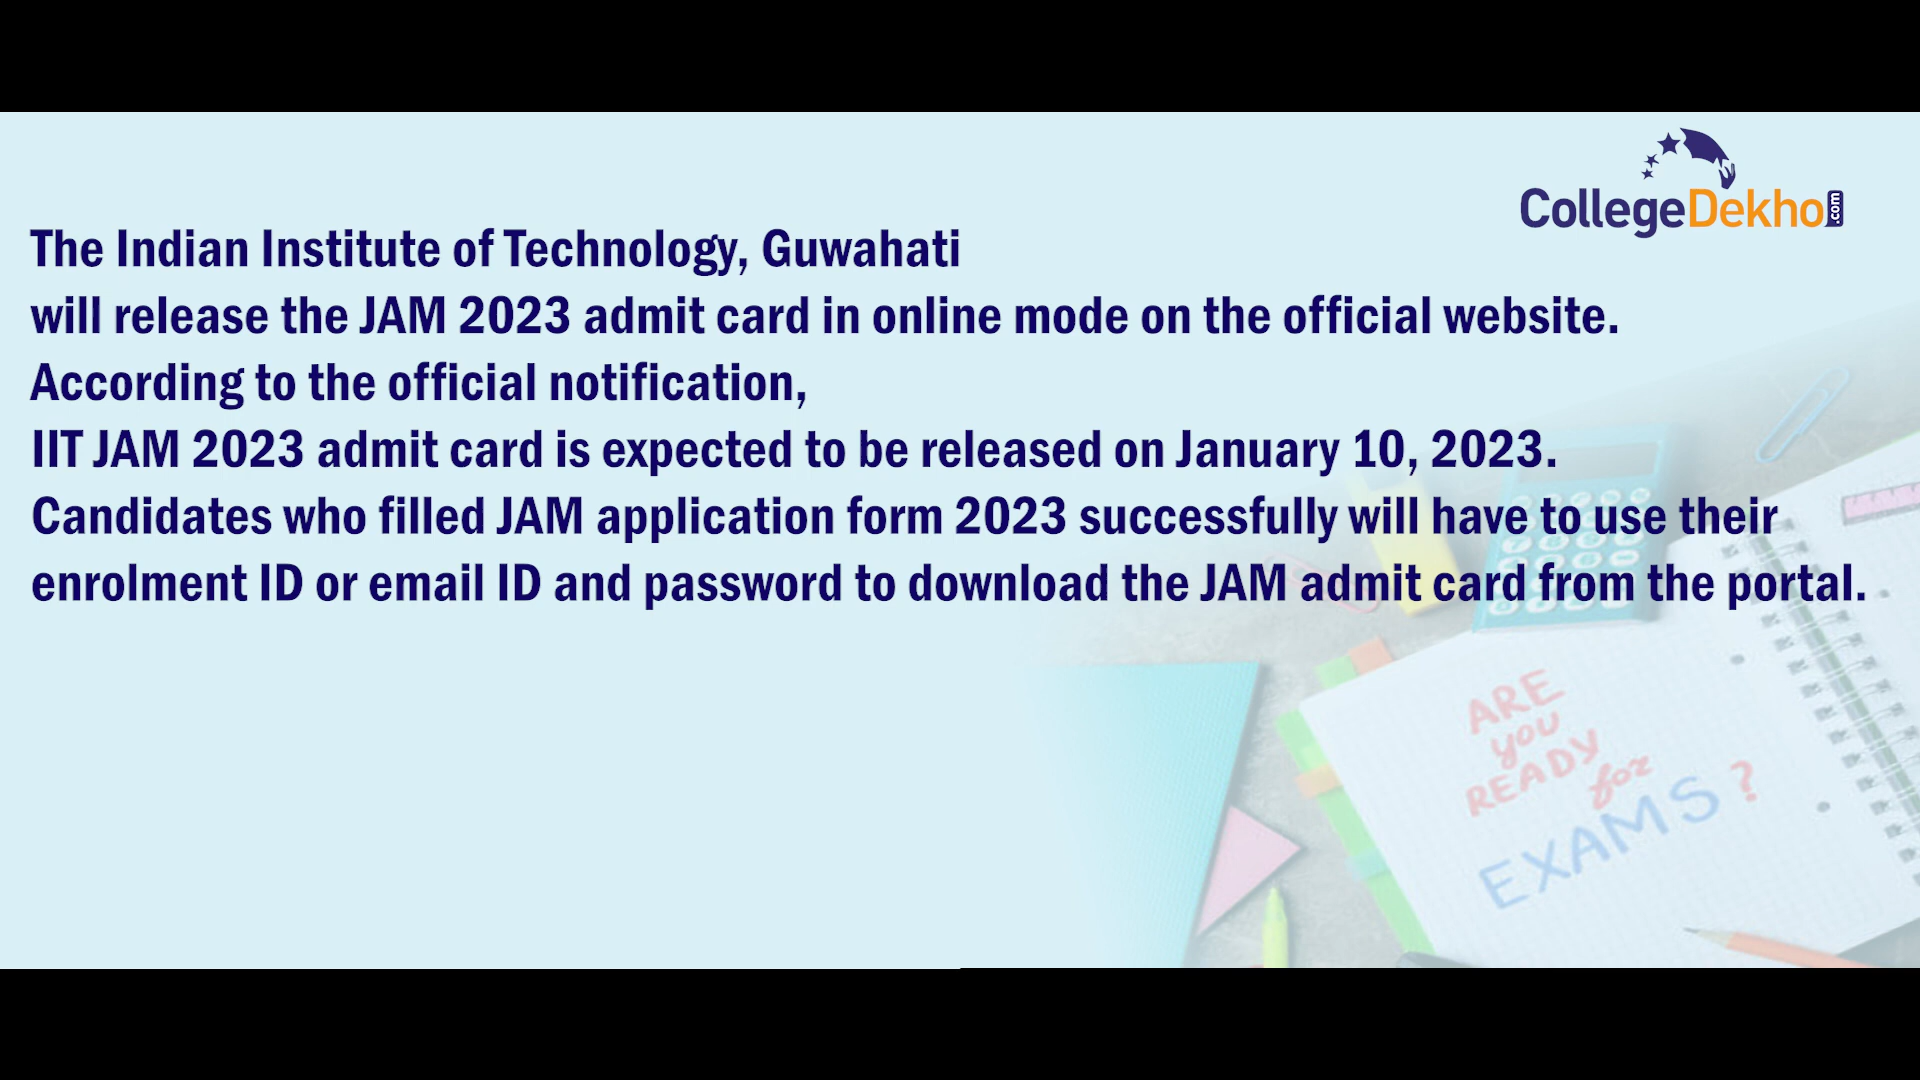 CollegeDekho.com
The Indian Institute of Technology, Guwahati
will release the JAM 2023 admit card in online mode on the official website.
According to the official notification,
IIT JAM 2023 admit card is expected to be released on January 10, 2023.
Candidates who filled JAM application form 2023 successfully will have to use their
enrolment ID or email ID and password to download the JAM admit card from the portal.
ARE
you
READY
for
EXAMS?